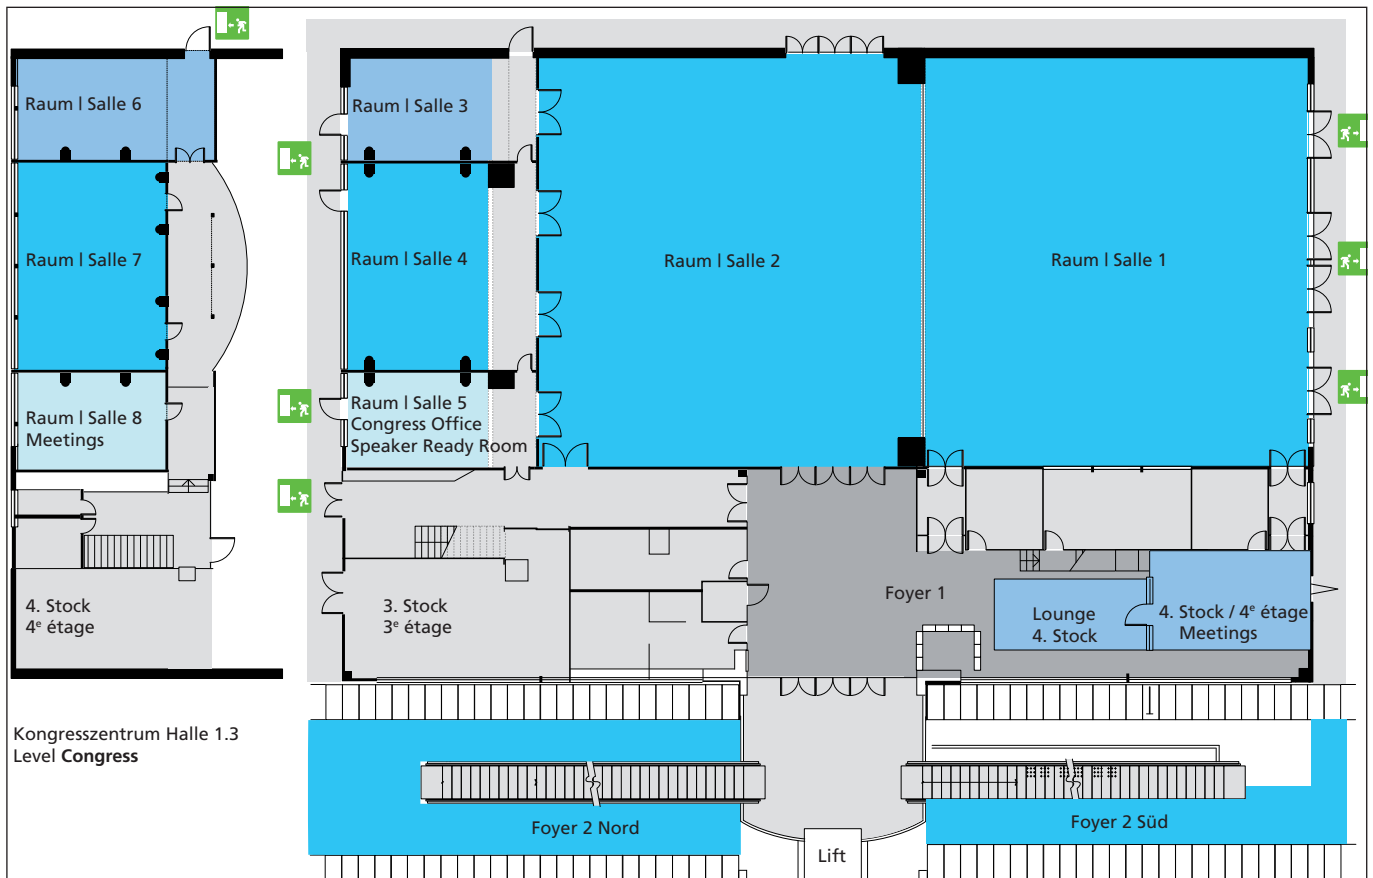 Raum | Salle 6
Raum | Salle 3
Raum | Salle 7
Raum | Salle 4
Raum | Salle 2
Raum | Salle 1
Raum | Salle 8
Meetings
Raum | Salle 5
Congress Office
Speaker Ready Room
4. Stock
4e étage
3. Stock
3e étage
Foyer 1
Lounge
4. Stock
4. Stock / 4e étage
Meetings
Kongresszentrum Halle 1.3
Level Congress
Foyer 2 Nord
Foyer 2 Süd
Lift